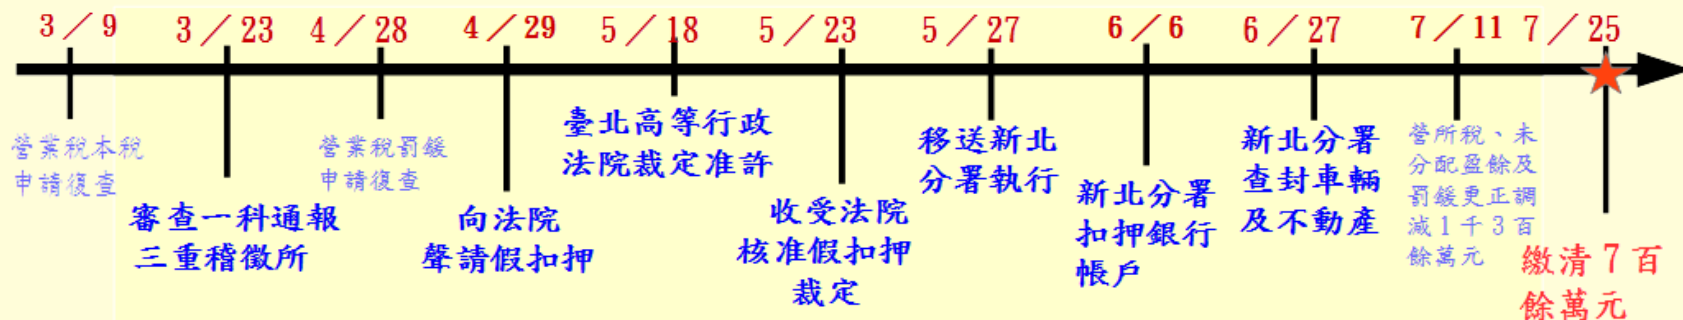 3／9
3／23
4／28
4／29
5／18
5／23
5／27
6／6
6／27
7／11
7／25
營業稅本稅
申請復查
審查一科通報
三重稽徵所
營業稅罰鍰
申請復查
向法院
聲請假扣押
臺北高等行政
法院裁定准許
收受法院
核准假扣押
裁定
移送新北
分署執行
新北分署
扣押銀行
帳戶
新北分署
查封車輛
及不動產
營所稅、未
分配盈餘及
罰鍰更正調
減1千3百
餘萬元
繳清7百
餘萬元